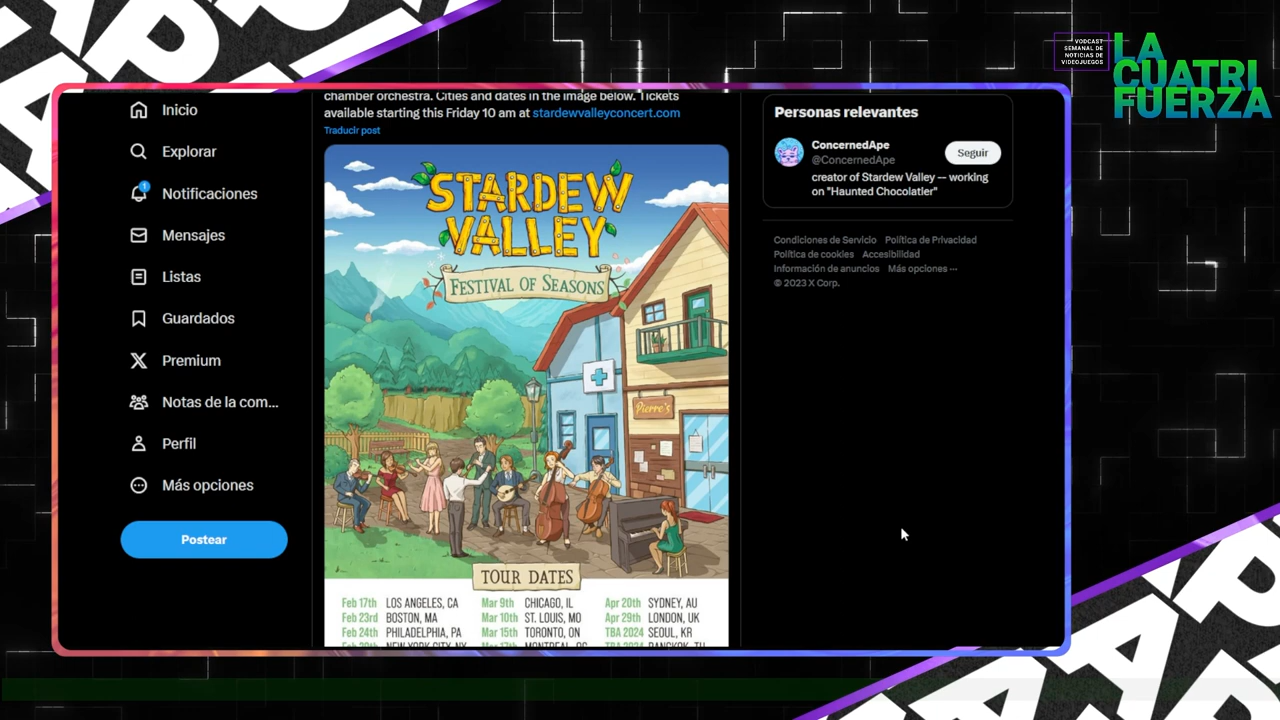 VODCAST
SEMANAL DE
NOTICIAS DE
VIDEOJUEGOS
LA
CUATRI
FUERZA
Inicio
Explorar
1
Notificaciones
Mensajes
Listas
Guardados
Premium
Notas de la com...
Perfil
Más opciones
Postear
chamber orchestra. Cities and dates in the image below. Tickets
available starting this Friday 10 am at stardewvalleyconcert.com
Traducir post
STARDEW
VALLEY
FESTIVAL OF SEASONS
Pierre's
TOUR DATES
Feb 17th LOS ANGELES, CA
Feb 23rd BOSTON, MA
Feb 24th PHILADELPHIA, PA
Mar 9th CHICAGO, IL
Mar 10th ST. LOUIS, MO
Mar 15th TORONTO, ON
Apr 20th SYDNEY, AU
Apr 29th LONDON, UK
TBA 2024 SEOUL, KR
Personas relevantes
ConcernedApe
@ConcernedApe
Seguir
creator of Stardew Valley -- working
on "Haunted Chocolatier"
Condiciones de Servicio Política de Privacidad
Política de cookies Accesibilidad
Información de anuncios Más opciones ···
© 2023 X Corp.